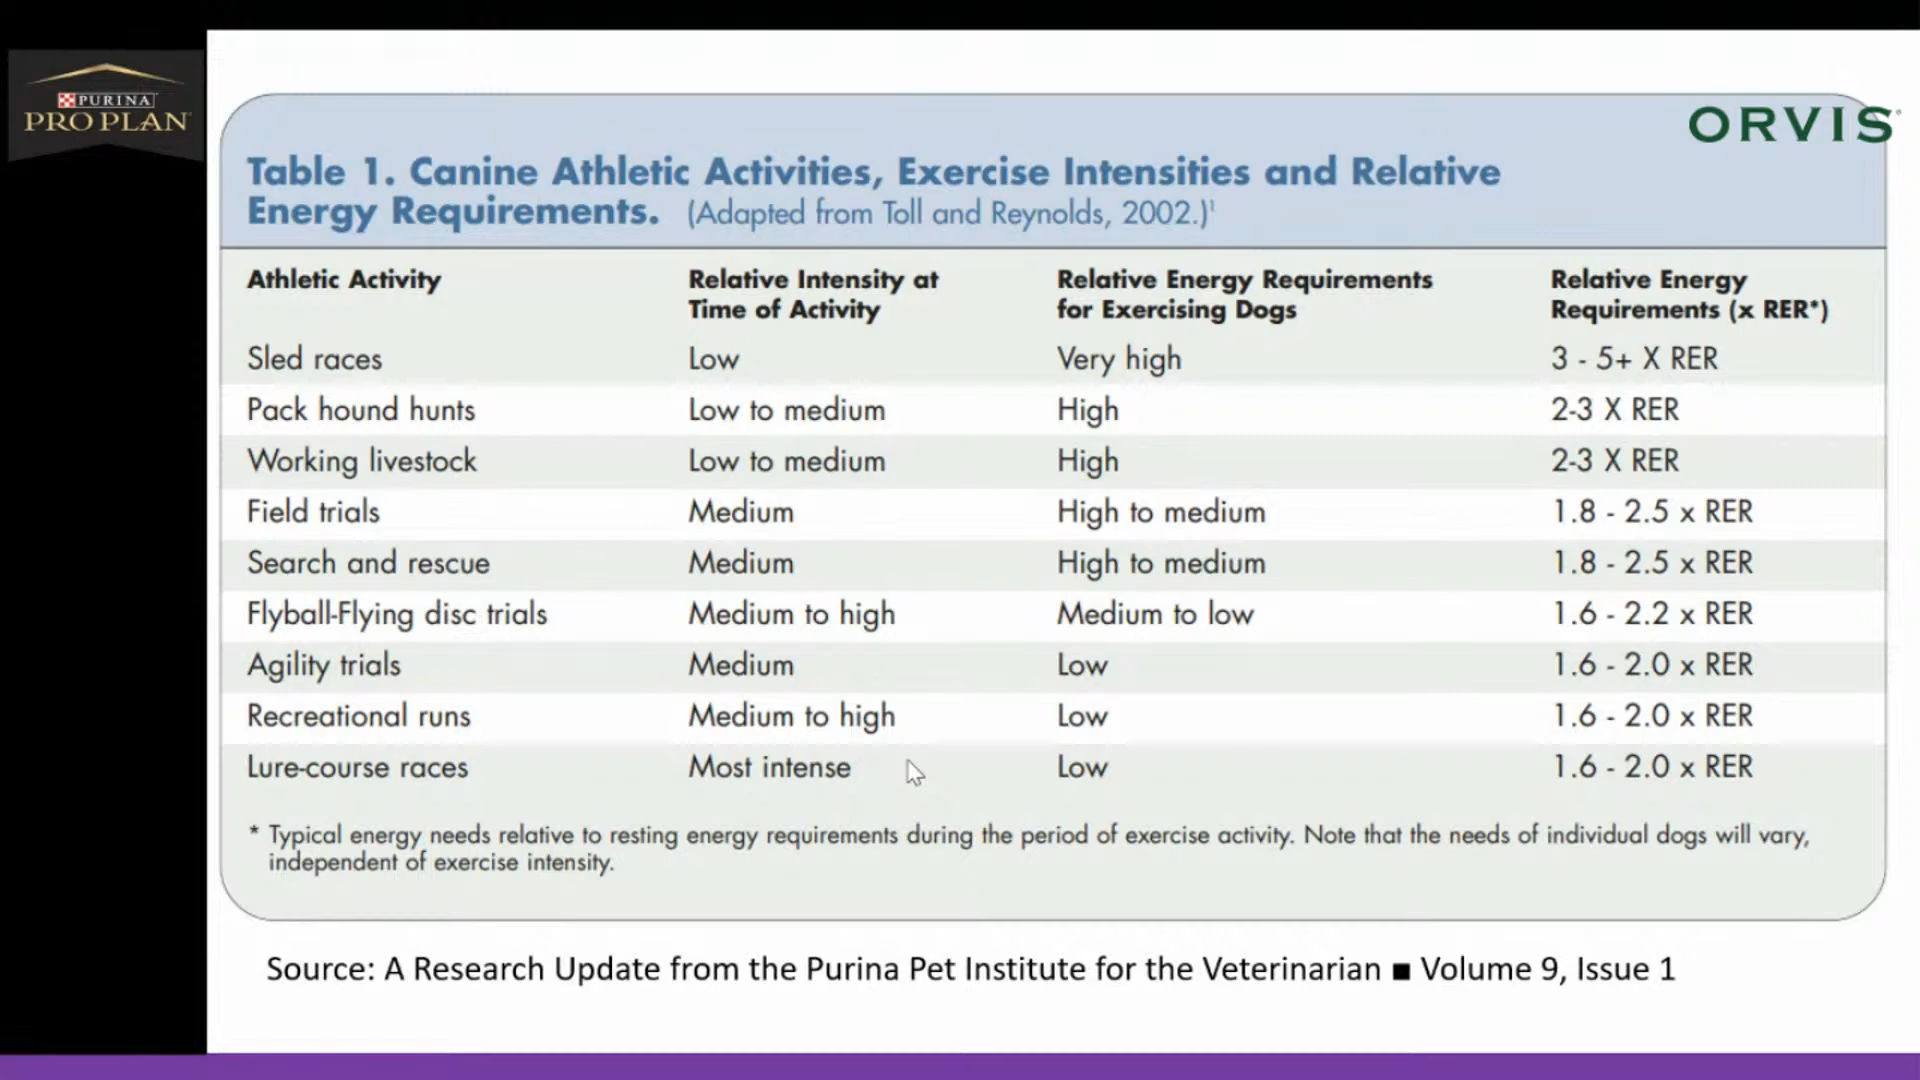 PURINA
PRO PLAN
ORVIS
Table 1. Canine Athletic Activities, Exercise Intensities and Relative
Energy Requirements. (Adapted from Toll and Reynolds, 2002.)¹
Athletic Activity Relative Intensity at Time of Activity Relative Energy Requirements for Exercising Dogs Relative Energy Requirements (x RER*)
Sled races Low Very high 3 - 5+ X RER
Pack hound hunts Low to medium High 2-3 X RER
Working livestock Low to medium High 2-3 X RER
Field trials Medium High to medium 1.8 - 2.5 x RER
Search and rescue Medium High to medium 1.8 - 2.5 x RER
Flyball-Flying disc trials Medium to high Medium to low 1.6 - 2.2 x RER
Agility trials Medium Low 1.6 - 2.0 x RER
Recreational runs Medium to high Low 1.6 - 2.0 x RER
Lure-course races Most intense Low 1.6 - 2.0 x RER
* Typical energy needs relative to resting energy requirements during the period of exercise activity. Note that the needs of individual dogs will vary,
independent of exercise intensity.
Source: A Research Update from the Purina Pet Institute for the Veterinarian ■ Volume 9, Issue 1